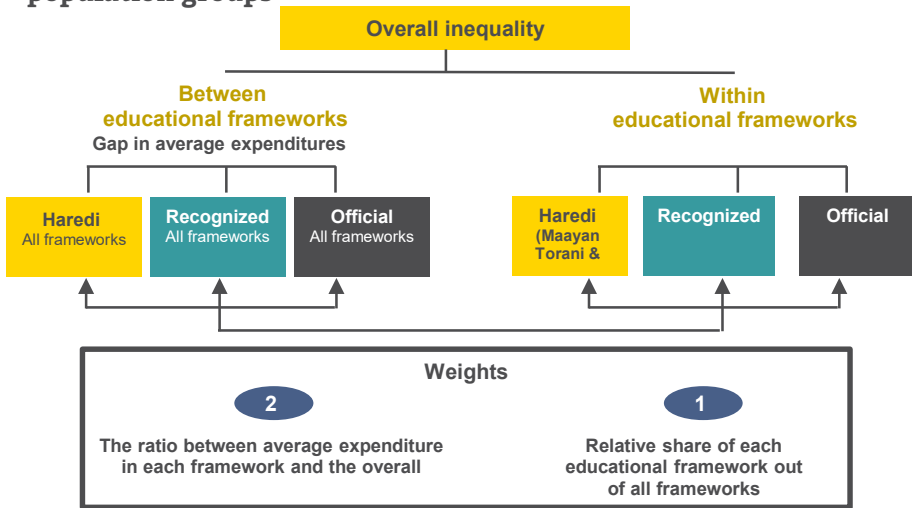 population groups
Overall inequality
Between
educational frameworks
Gap in average expenditures
Within
educational frameworks
Haredi
All frameworks
Recognized
All frameworks
Official
All frameworks
Haredi
(Maayan
Torani &
Recognized
Official
Weights
2
The ratio between average expenditure
in each framework and the overall
1
Relative share of each
educational framework out
of all frameworks